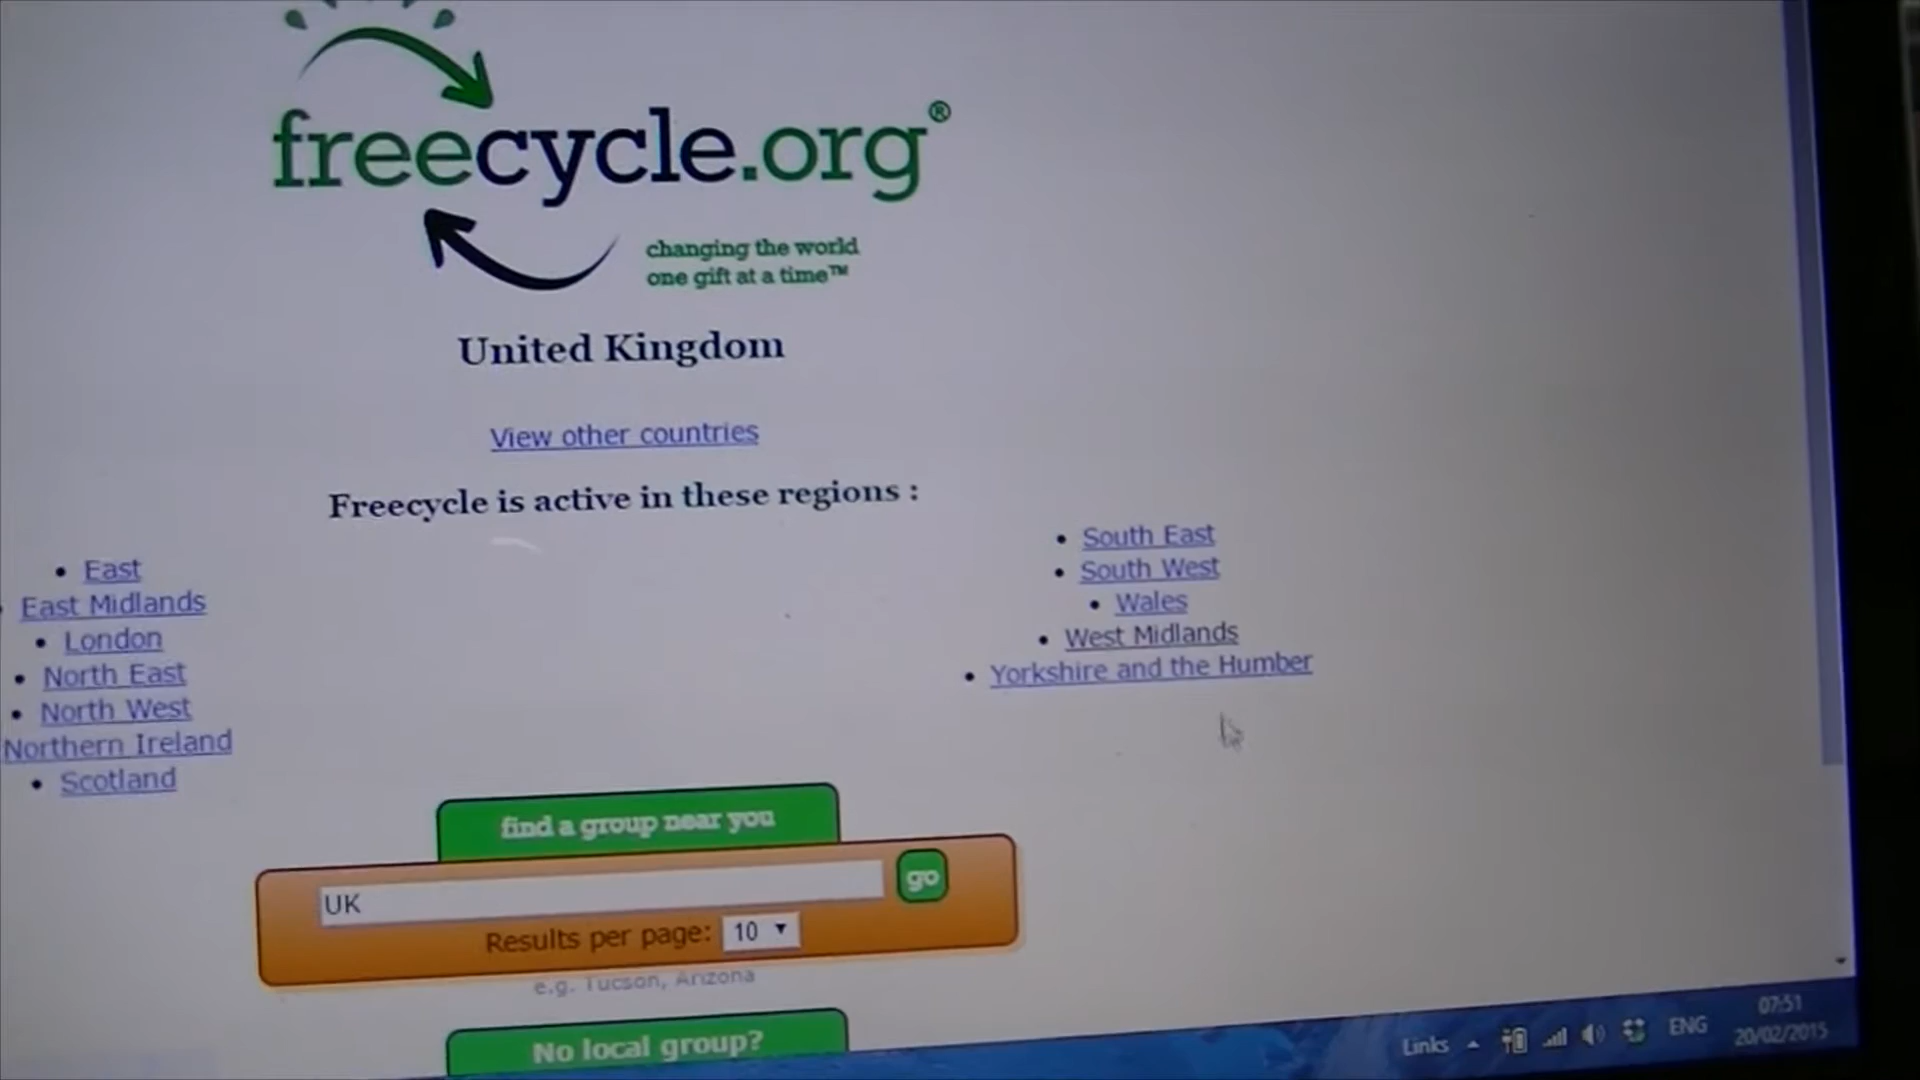 freecycle.org®
changing the world
one gift at a time™
United Kingdom
View other countries
Freecycle is active in these regions :
East
East Midlands
London
North East
North West
Northern Ireland
Scotland
South East
South West
Wales
West Midlands
Yorkshire and the Humber
find a group near you
UK
go
Results per page: 10
e.g. Tucson, Arizona
No local group?
Links
ENG
07:51
20/02/2015